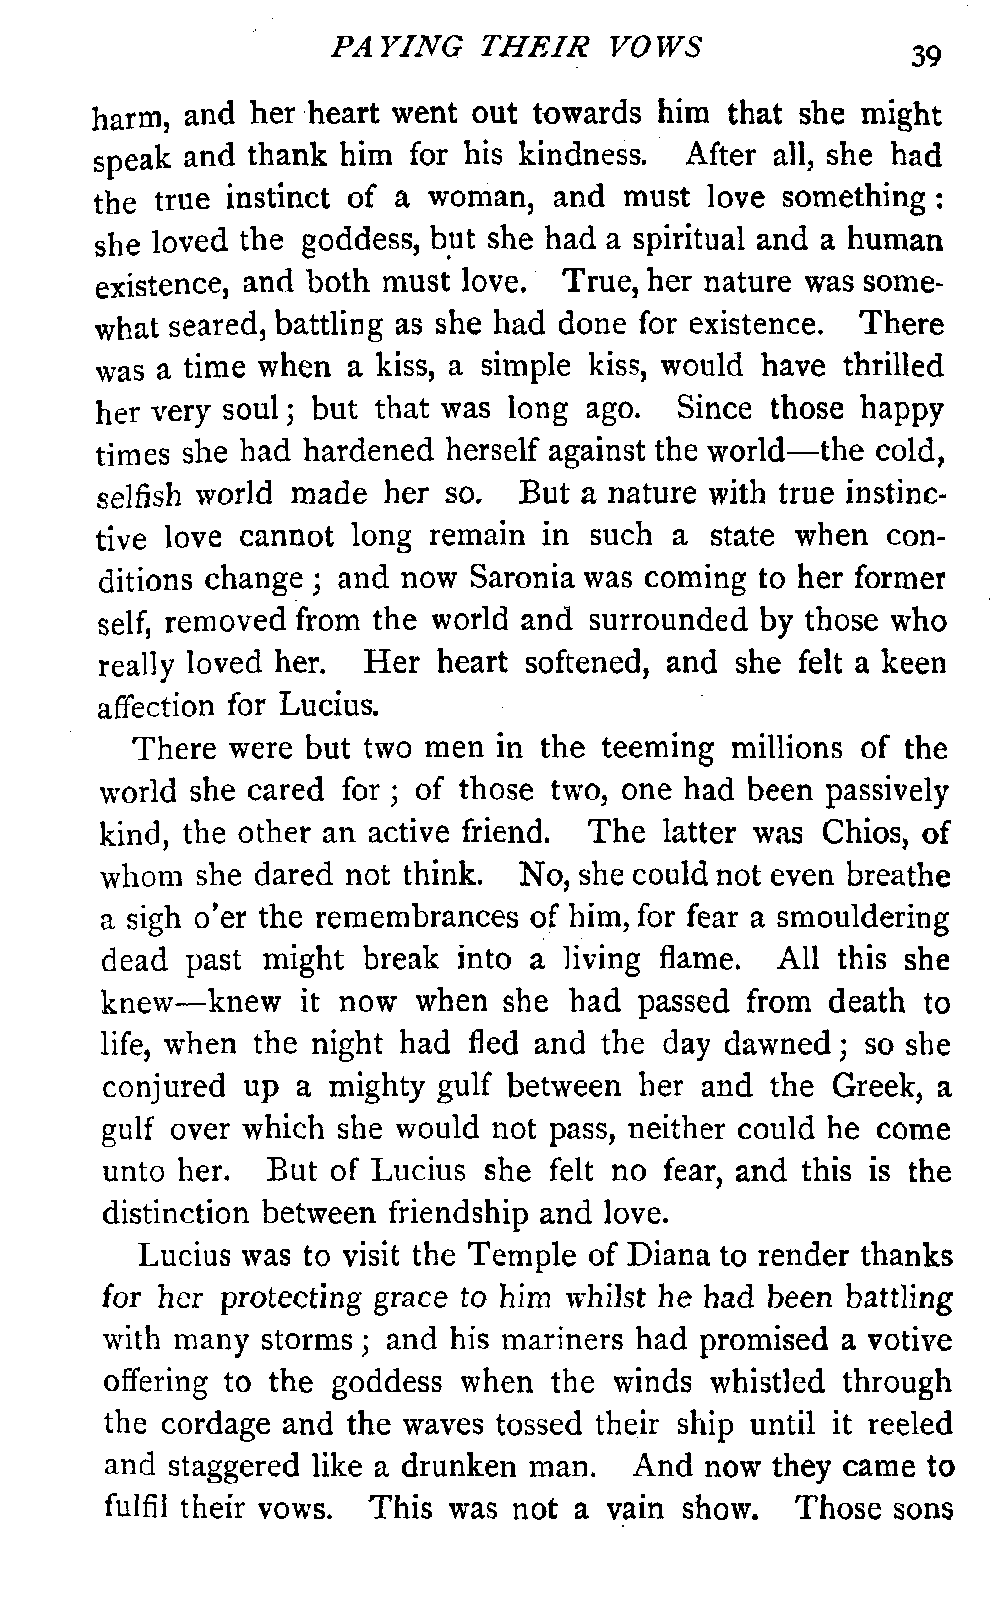 PAYING THEIR VOWS 39
harm, and her heart went out towards him that she might
speak and thank him for his kindness. After all, she had
the true instinct of a woman, and must love something :
she loved the goddess, but she had a spiritual and a human
existence, and both must love. True, her nature was some-
what seared, battling as she had done for existence. There
was a time when a kiss, a simple kiss, would have thrilled
her very soul ; but that was long ago. Since those happy
times she had hardened herself against the world—the cold,
selfish world made her so. But a nature with true instinc-
tive love cannot long remain in such a state when con-
ditions change ; and now Saronia was coming to her former
self, removed from the world and surrounded by those who
really loved her. Her heart softened, and she felt a keen
affection for Lucius.
There were but two men in the teeming millions of the
world she cared for ; of those two, one had been passively
kind, the other an active friend. The latter was Chios, of
whom she dared not think. No, she could not even breathe
a sigh o'er the remembrances of him, for fear a smouldering
dead past might break into a living flame. All this she
knew—knew it now when she had passed from death to
life, when the night had fled and the day dawned ; so she
conjured up a mighty gulf between her and the Greek, a
gulf over which she would not pass, neither could he come
unto her. But of Lucius she felt no fear, and this is the
distinction between friendship and love.
Lucius was to visit the Temple of Diana to render thanks
for her protecting grace to him whilst he had been battling
with many storms ; and his mariners had promised a votive
offering to the goddess when the winds whistled through
the cordage and the waves tossed their ship until it reeled
and staggered like a drunken man. And now they came to
fulfil their vows. This was not a vain show. Those sons